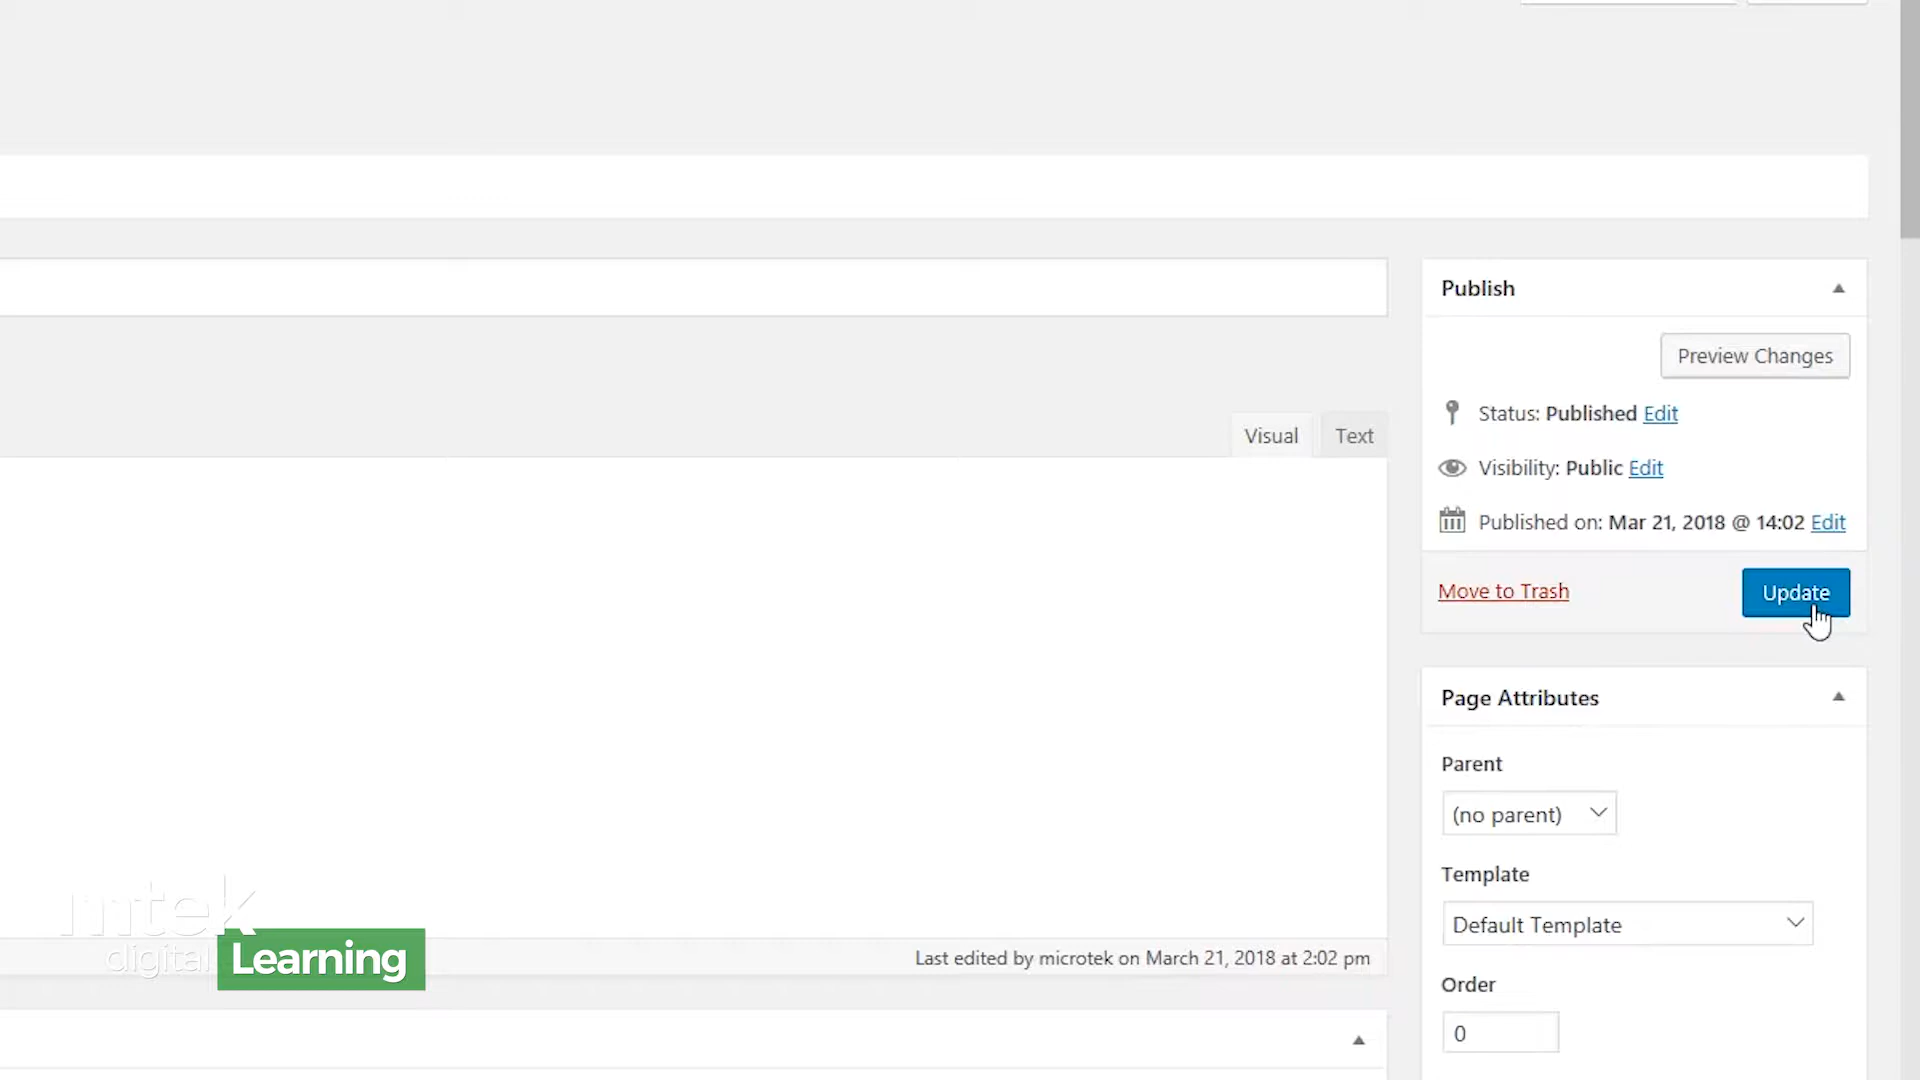 Publish
Preview Changes
Status: Published Edit
Visual Text
Visibility: Public Edit
Published on: Mar 21, 2018 @ 14:02 Edit
Move to Trash Update
Page Attributes
Parent
(no parent)
Template
Default Template
Last edited by microtek on March 21, 2018 at 2:02 pm
Order
0
mtek
digital Learning